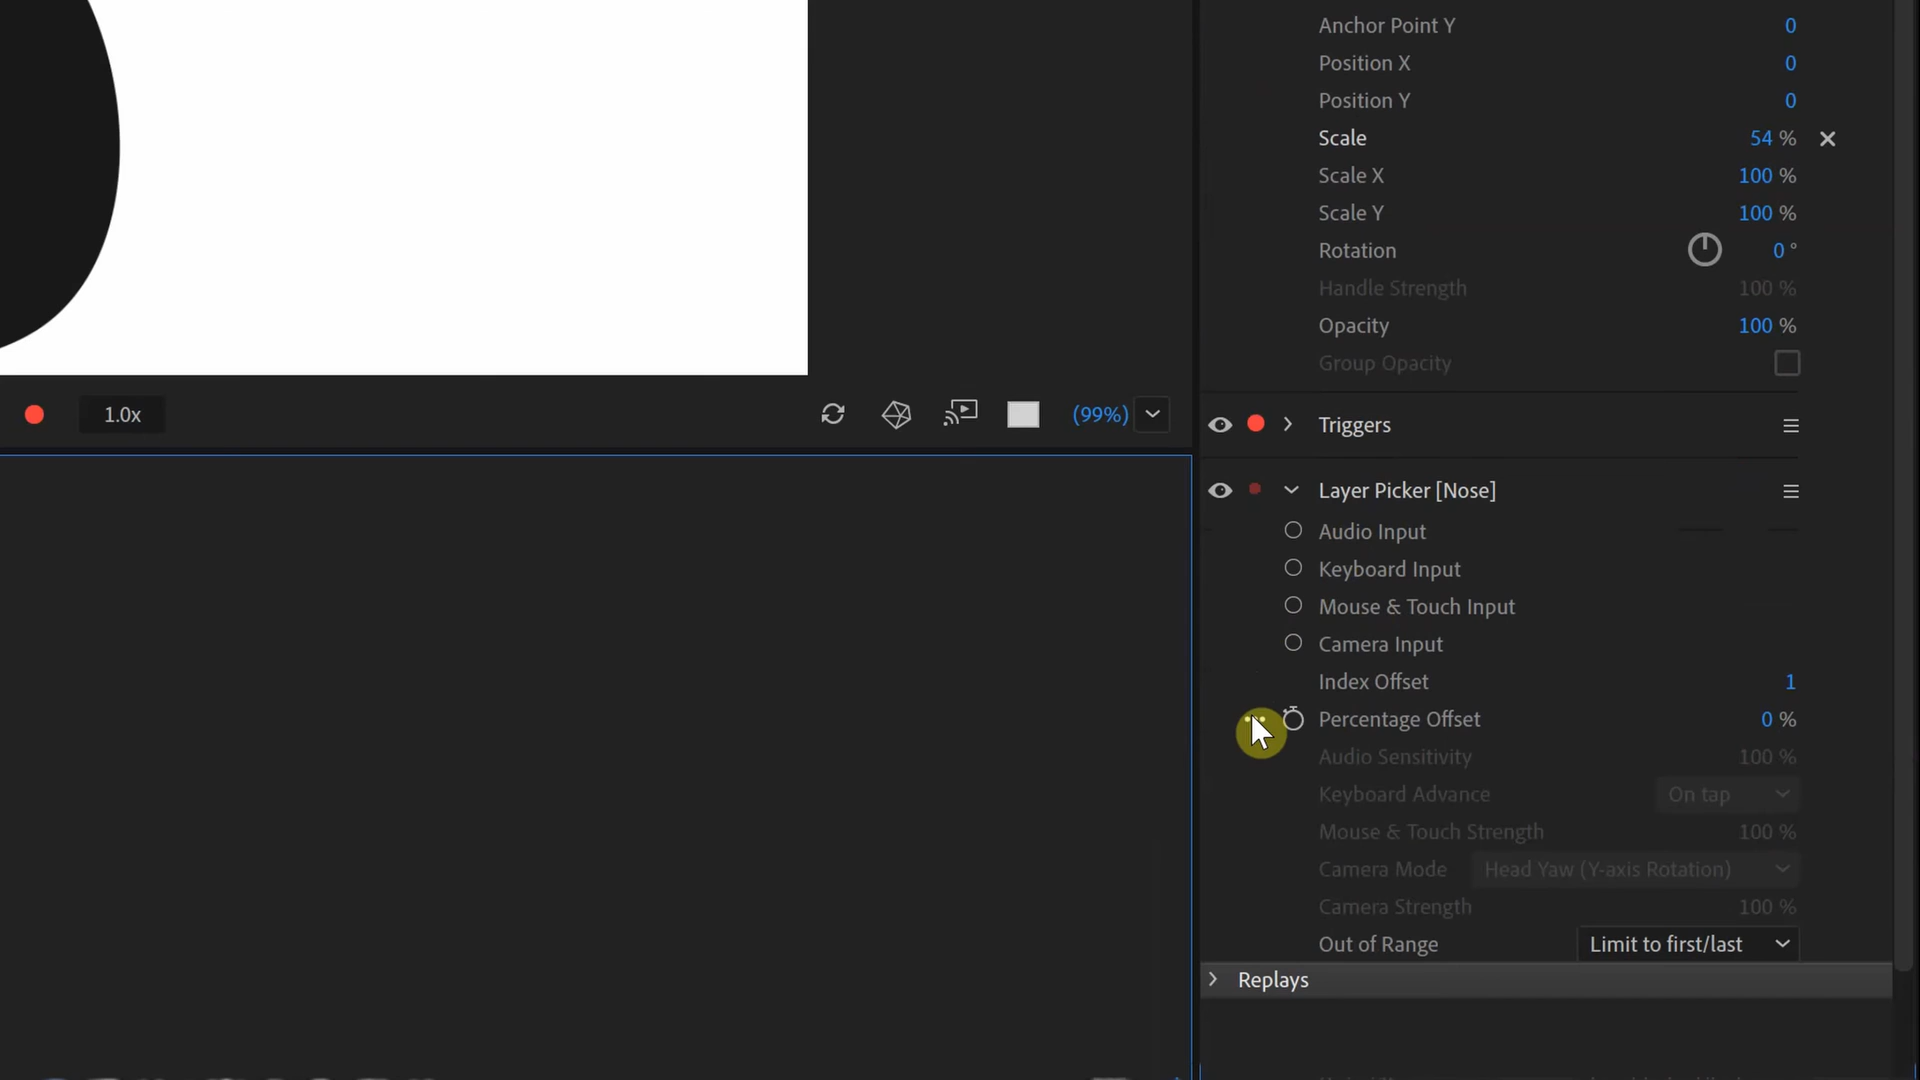 Anchor Point Y 0
Position X 0
Position Y 0
Scale 54 %
Scale X 100 %
Scale Y 100 %
Rotation 0 °
Handle Strength 100 %
Opacity 100 %
Group Opacity
1.0x (99%)
Triggers
Layer Picker [Nose]
Audio Input
Keyboard Input
Mouse & Touch Input
Camera Input
Index Offset 1
Percentage Offset 0 %
Audio Sensitivity 100 %
Keyboard Advance On tap
Mouse & Touch Strength 100 %
Camera Mode Head Yaw (Y-axis Rotation)
Camera Strength 100 %
Out of Range Limit to first/last
Replays